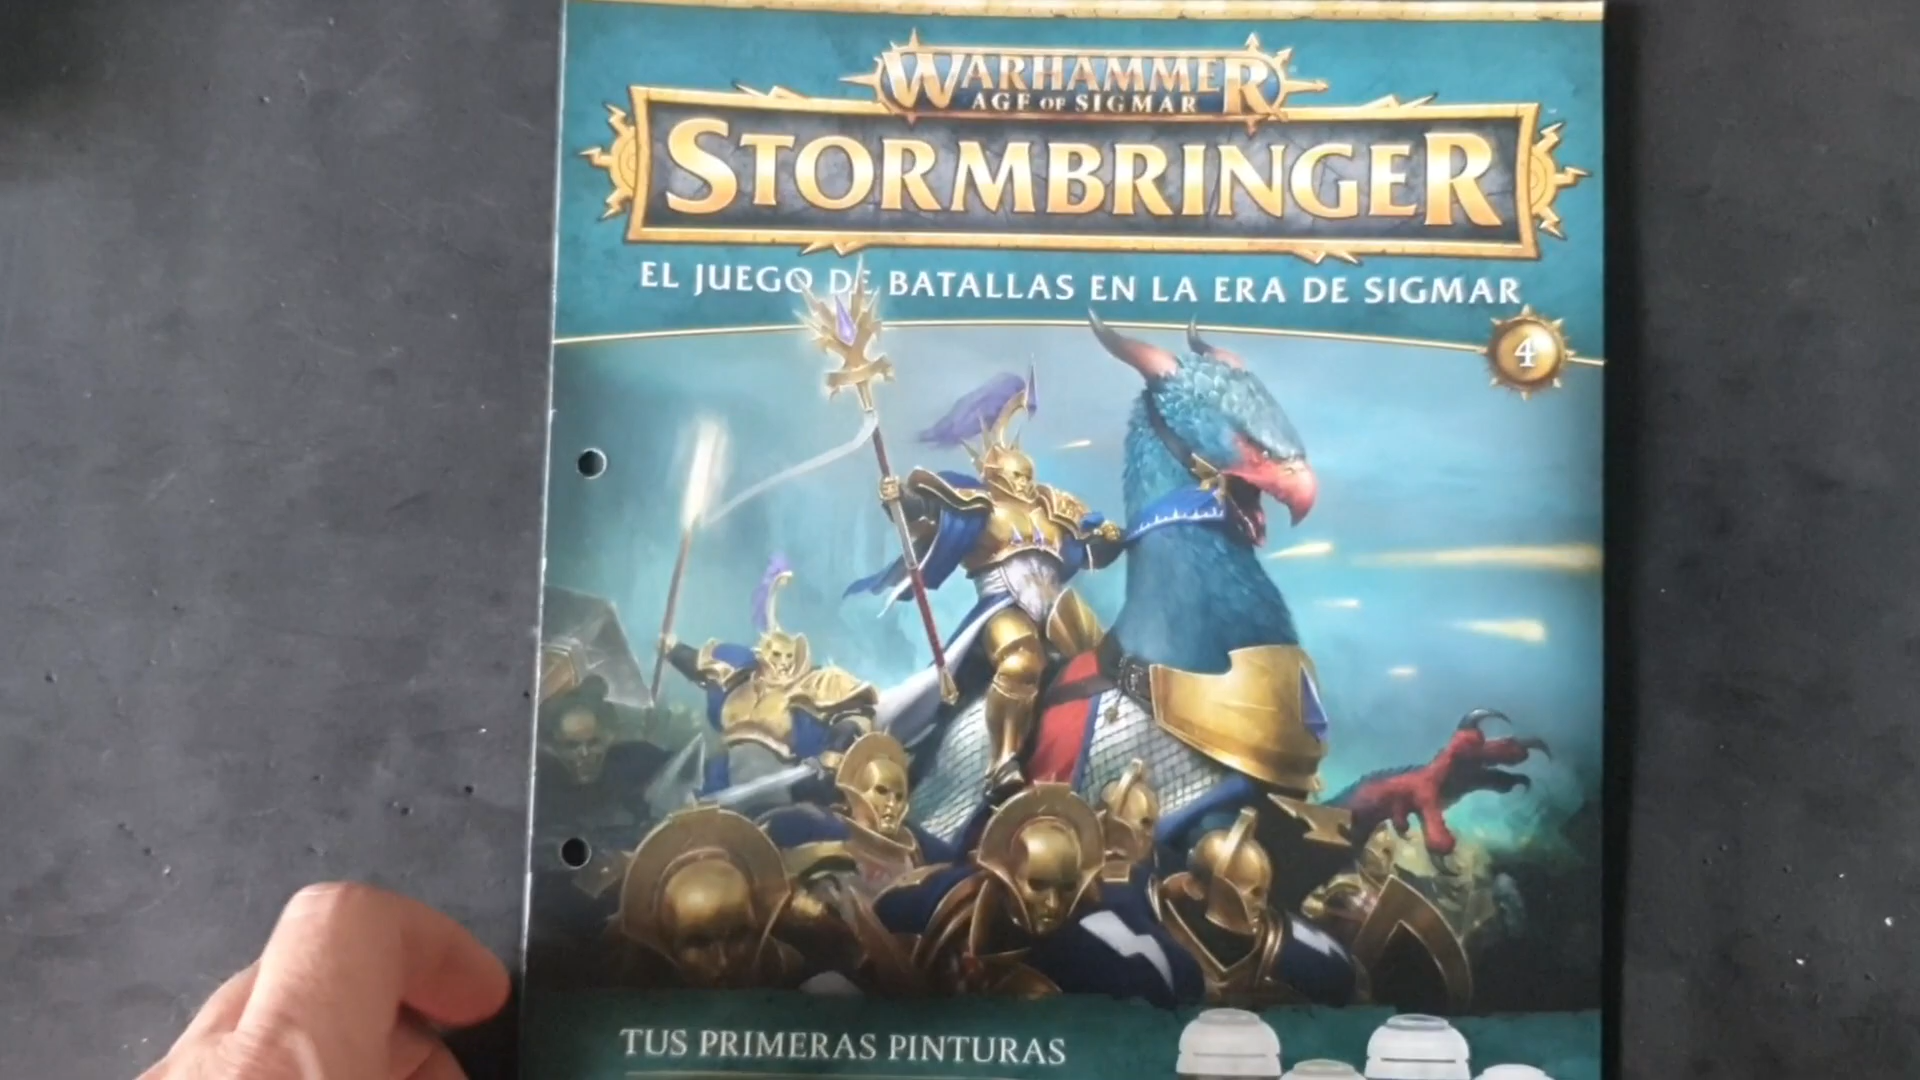 WARHAMMER
AGE OF SIGMAR
STORMBRINGER
EL JUEGO DE BATALLAS EN LA ERA DE SIGMAR
4
TUS PRIMERAS PINTURAS